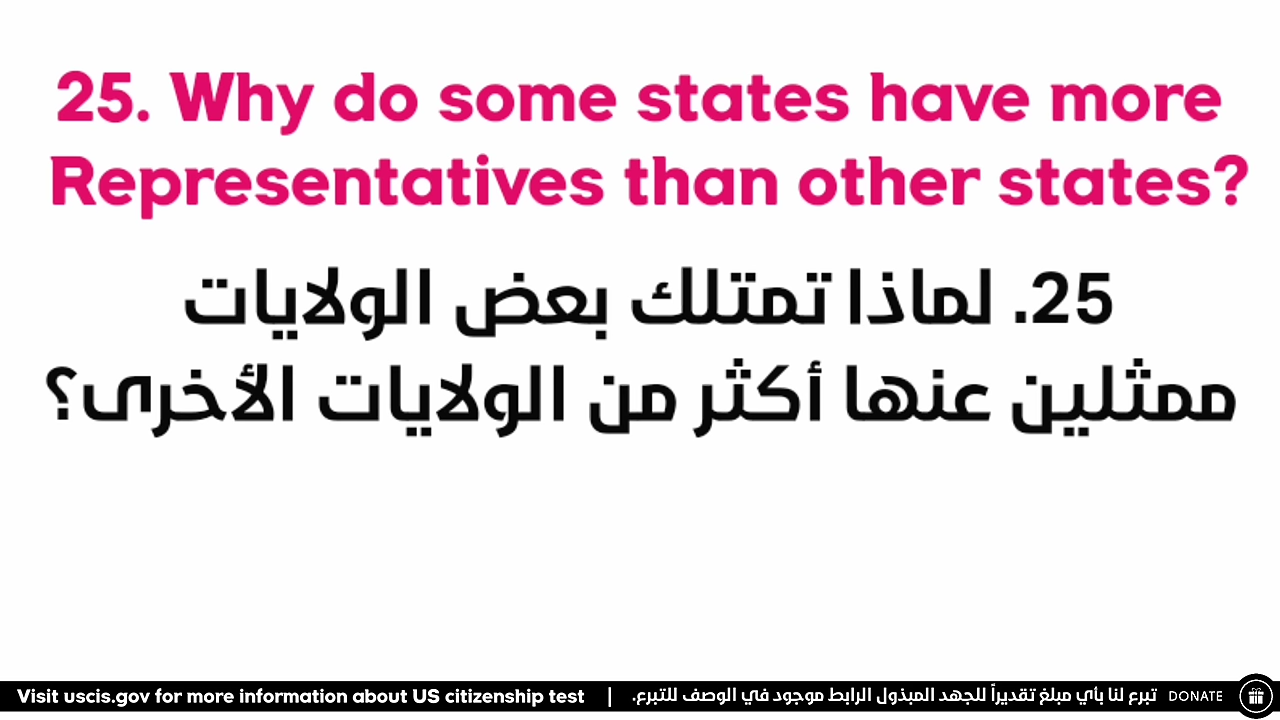 25. Why do some states have more
Representatives than other states?
25. لماذا تمتلك بعض الولايات
ممثلين عنها أكثر من الولايات الأخرى؟
Visit uscis.gov for more information about US citizenship test | تبرع لنا بأي مبلغ تقديراً للجهد المبذول الرابط موجود في الوصف للتبرع. DONATE